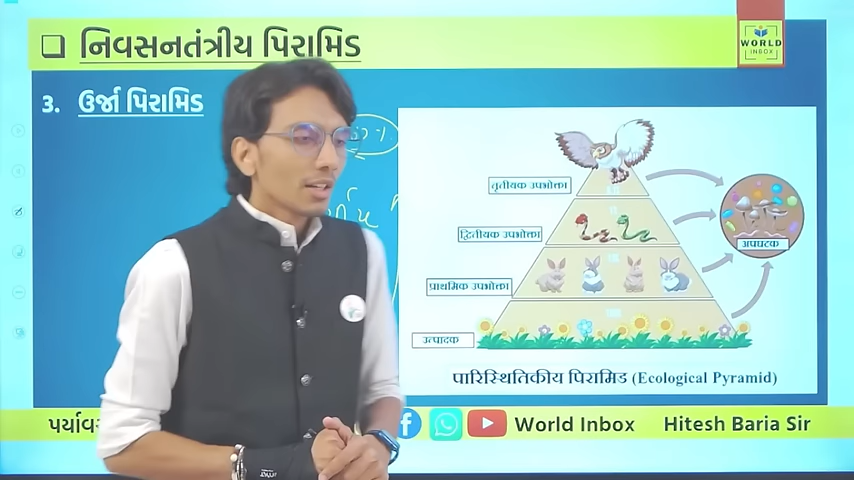 ❑ નિવસનતંત્રીય પિરામિડ
WORLD
INBOX
3. ઉર્જા પિરામિડ
तृतीयक उपभोक्ता
द्वितीयक उपभोक्ता
प्राथमिक उपभोक्ता
उत्पादक
अपघटक
पारिस्थितिकीय पिरामिड (Ecological Pyramid)
World Inbox Hitesh Baria Sir